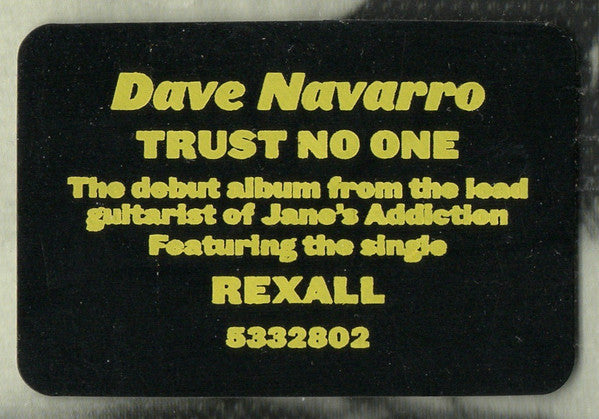 Dave Navarro
TRUST NO ONE
The debut album from the lead
guitarist of Jane's Addiction
Featuring the single
REXALL
5332802